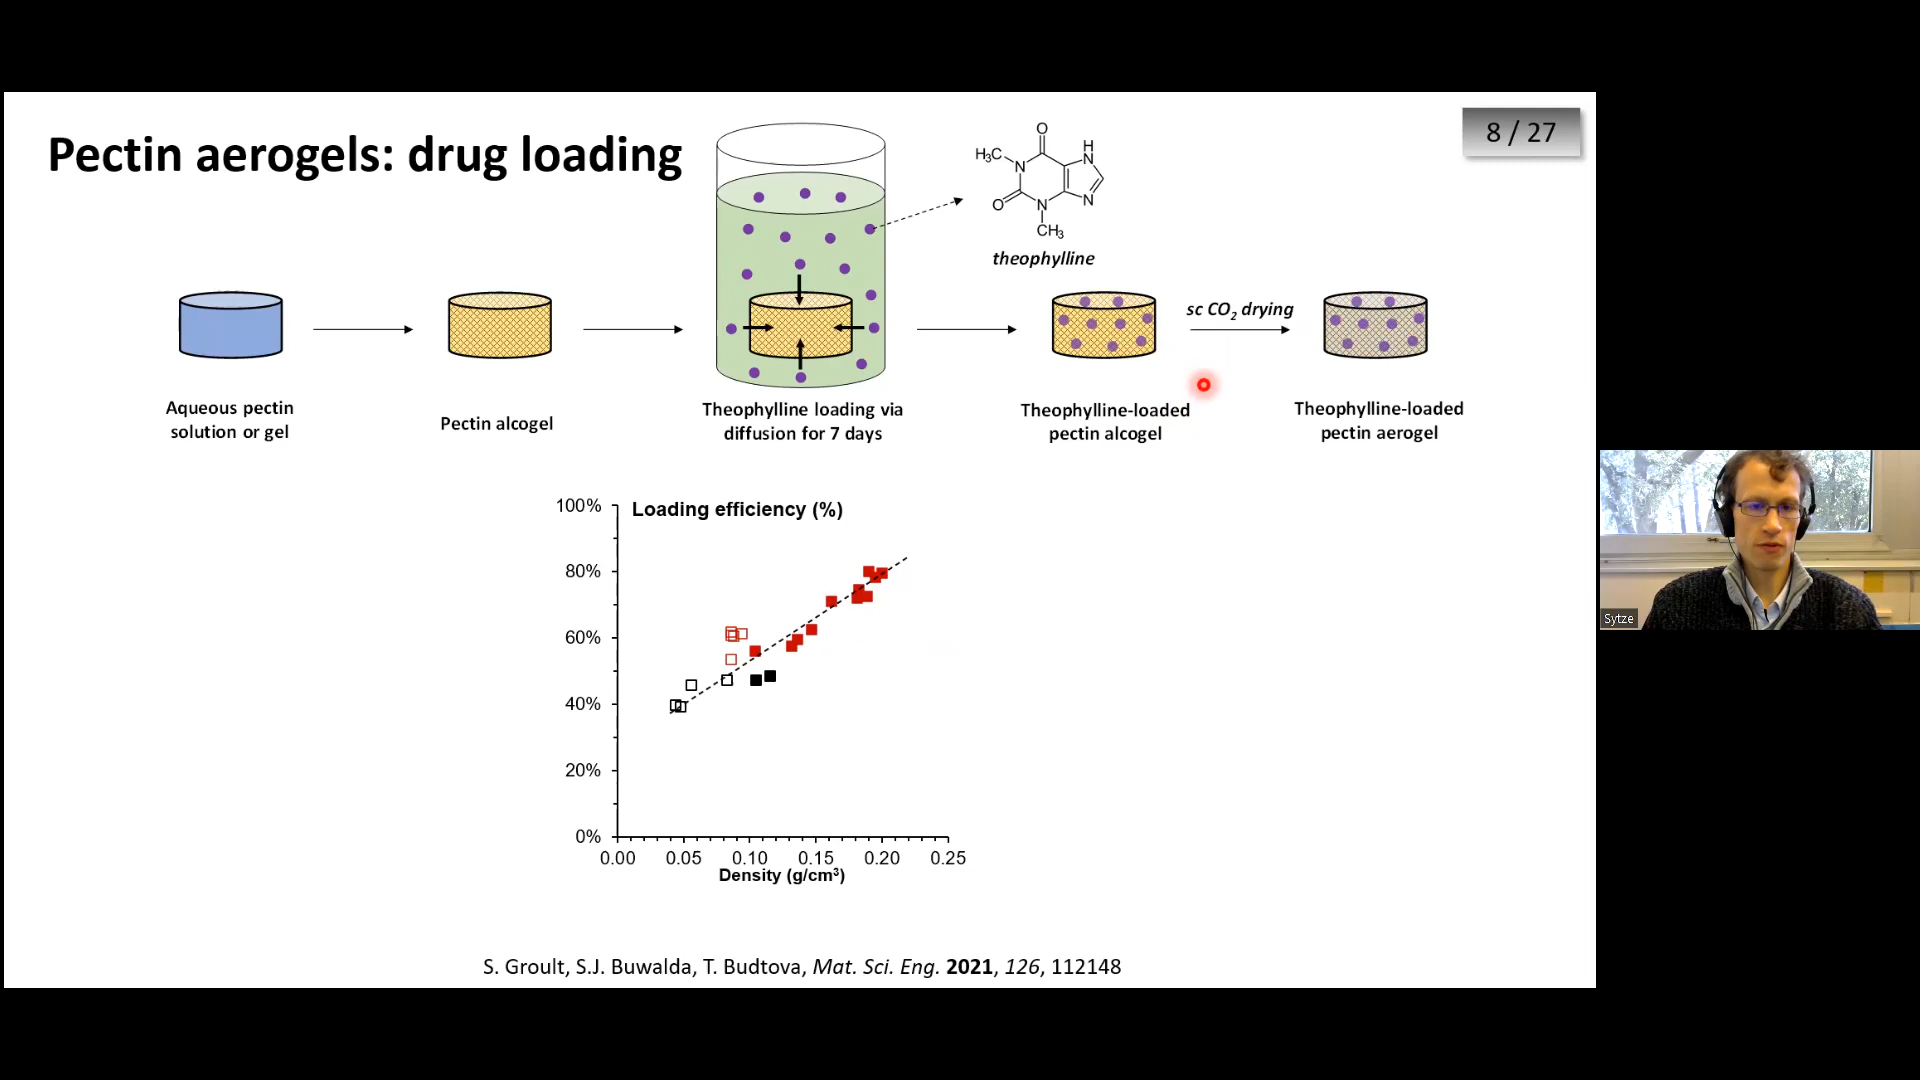 Pectin aerogels: drug loading
8 / 27
O
H
H₃C
N
N
O
N
N
CH₃
theophylline
sc CO₂ drying
Aqueous pectin
solution or gel
Pectin alcogel
Theophylline loading via
diffusion for 7 days
Theophylline-loaded
pectin alcogel
Theophylline-loaded
pectin aerogel
Loading efficiency (%)
100%
80%
60%
40%
20%
0%
0.00 0.05 0.10 0.15 0.20 0.25
Density (g/cm³)
S. Groult, S.J. Buwalda, T. Budtova, Mat. Sci. Eng. 2021, 126, 112148
Sytze